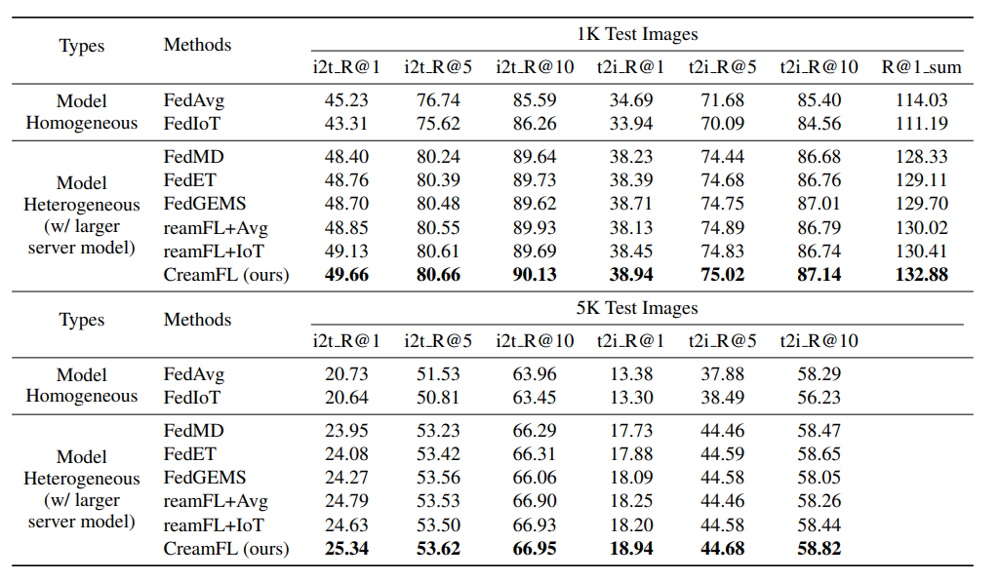 Types Methods 1K Test Images
i2t_R@1 i2t_R@5 i2t_R@10 t2i_R@1 t2i_R@5 t2i_R@10 R@1_sum
Model Homogeneous
FedAvg 45.23 76.74 85.59 34.69 71.68 85.40 114.03
FedIoT 43.31 75.62 86.26 33.94 70.09 84.56 111.19
Model Heterogeneous (w/ larger server model)
FedMD 48.40 80.24 89.64 38.23 74.44 86.68 128.33
FedET 48.76 80.39 89.73 38.39 74.68 86.76 129.11
FedGEMS 48.70 80.48 89.62 38.71 74.75 87.01 129.70
reamFL+Avg 48.85 80.55 89.93 38.13 74.89 86.79 130.02
reamFL+IoT 49.13 80.61 89.69 38.45 74.83 86.74 130.41
CreamFL (ours) 49.66 80.66 90.13 38.94 75.02 87.14 132.88
Types Methods 5K Test Images
i2t_R@1 i2t_R@5 i2t_R@10 t2i_R@1 t2i_R@5 t2i_R@10
Model Homogeneous
FedAvg 20.73 51.53 63.96 13.38 37.88 58.29
FedIoT 20.64 50.81 63.45 13.30 38.49 56.23
Model Heterogeneous (w/ larger server model)
FedMD 23.95 53.23 66.29 17.73 44.46 58.47
FedET 24.08 53.42 66.31 17.88 44.59 58.65
FedGEMS 24.27 53.56 66.06 18.09 44.58 58.05
reamFL+Avg 24.79 53.53 66.90 18.25 44.46 58.26
reamFL+IoT 24.63 53.50 66.93 18.20 44.58 58.44
CreamFL (ours) 25.34 53.62 66.95 18.94 44.68 58.82